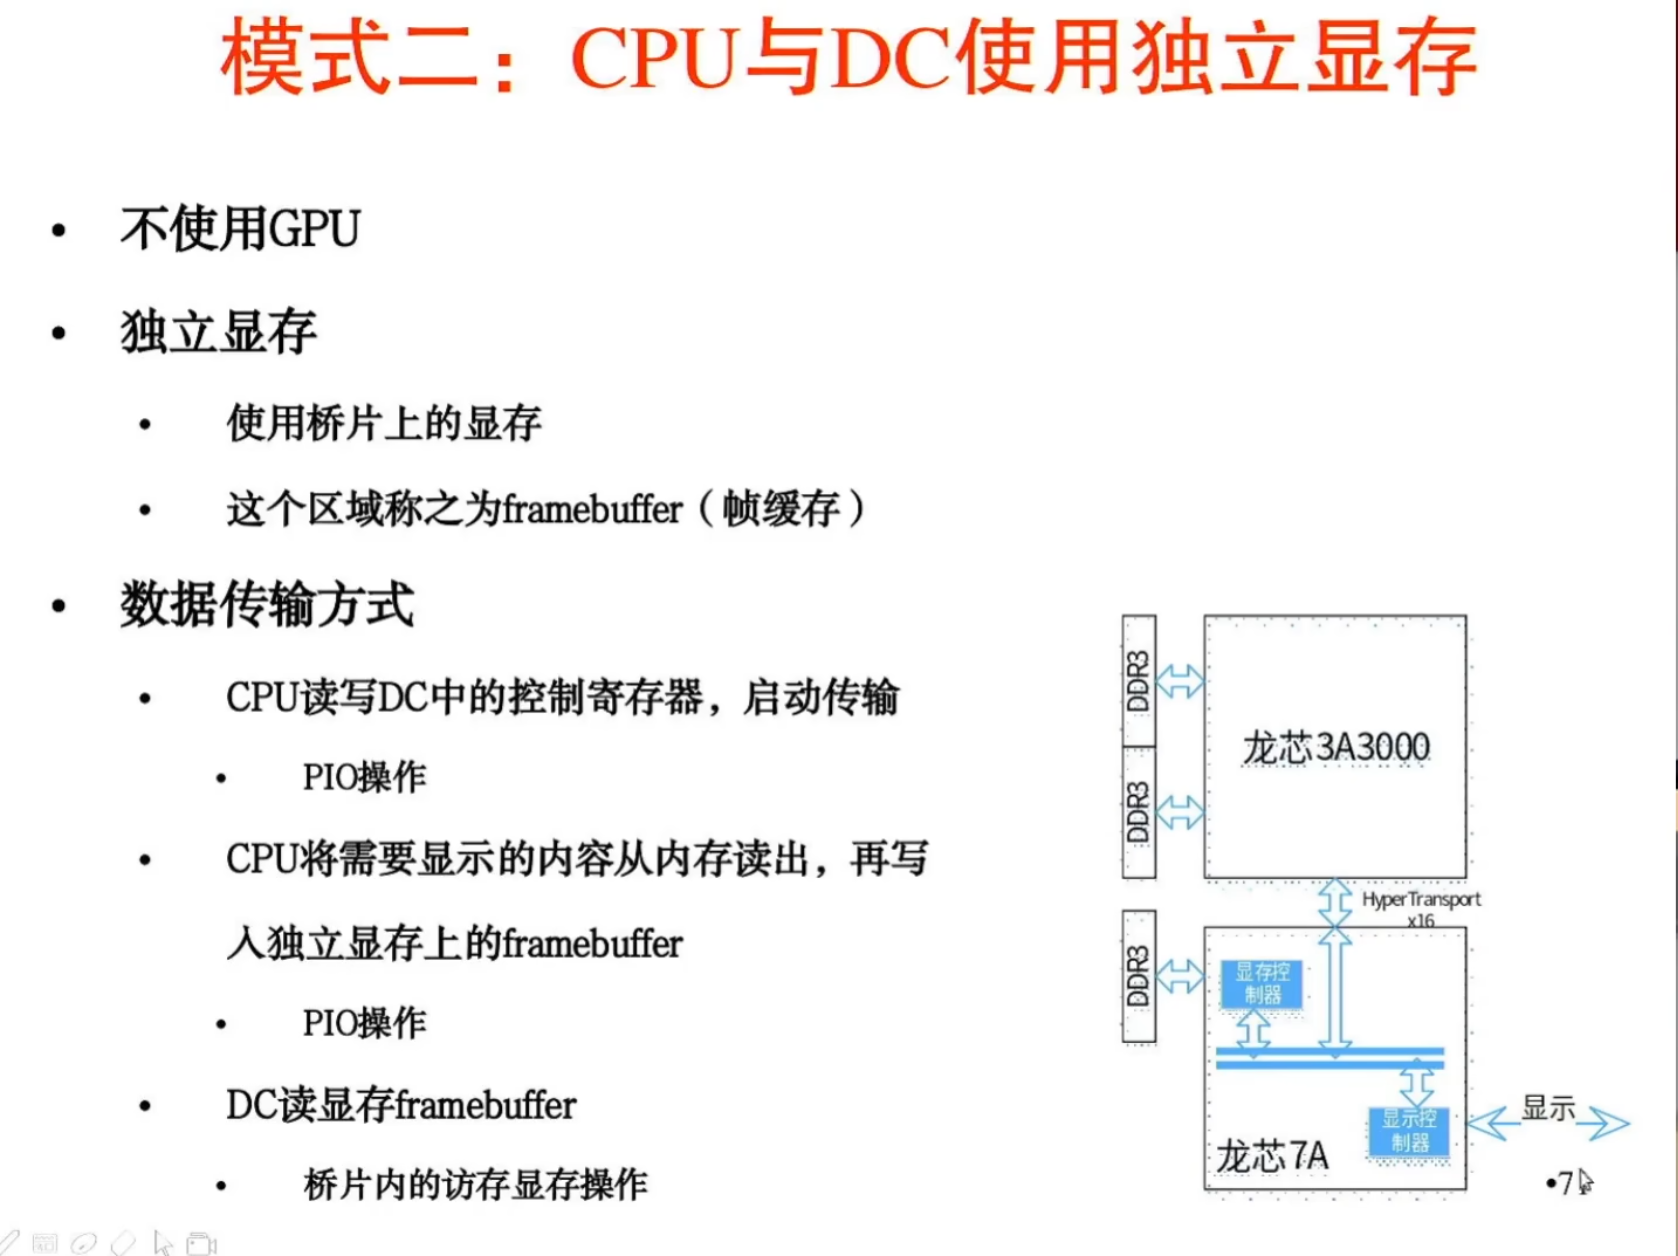 模式二：CPU与DC使用独立显存
• 不使用GPU
• 独立显存
• 使用桥片上的显存
• 这个区域称之为framebuffer（帧缓存）
• 数据传输方式
• CPU读写DC中的控制寄存器，启动传输
• PIO操作
• CPU将需要显示的内容从内存读出，再写
入独立显存上的framebuffer
• PIO操作
• DC读显存framebuffer
• 桥片内的访存显存操作
DDR3
DDR3
龙芯3A3000
HyperTransport
x16
DDR3
显存控
制器
显示控
制器
龙芯7A
显示
•7